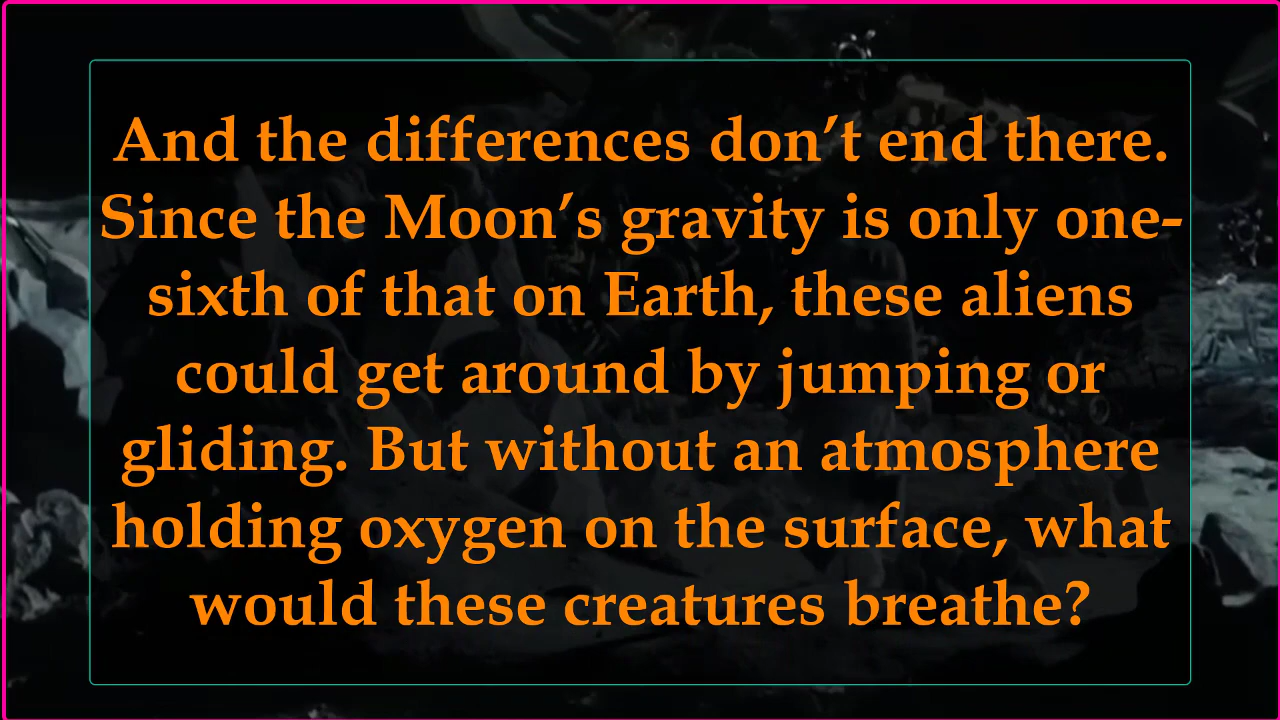 And the differences don’t end there.
Since the Moon’s gravity is only one-
sixth of that on Earth, these aliens
could get around by jumping or
gliding. But without an atmosphere
holding oxygen on the surface, what
would these creatures breathe?